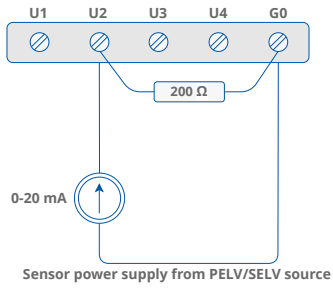 U1 U2 U3 U4 G0
200 Ω
0-20 mA
Sensor power supply from PELV/SELV source